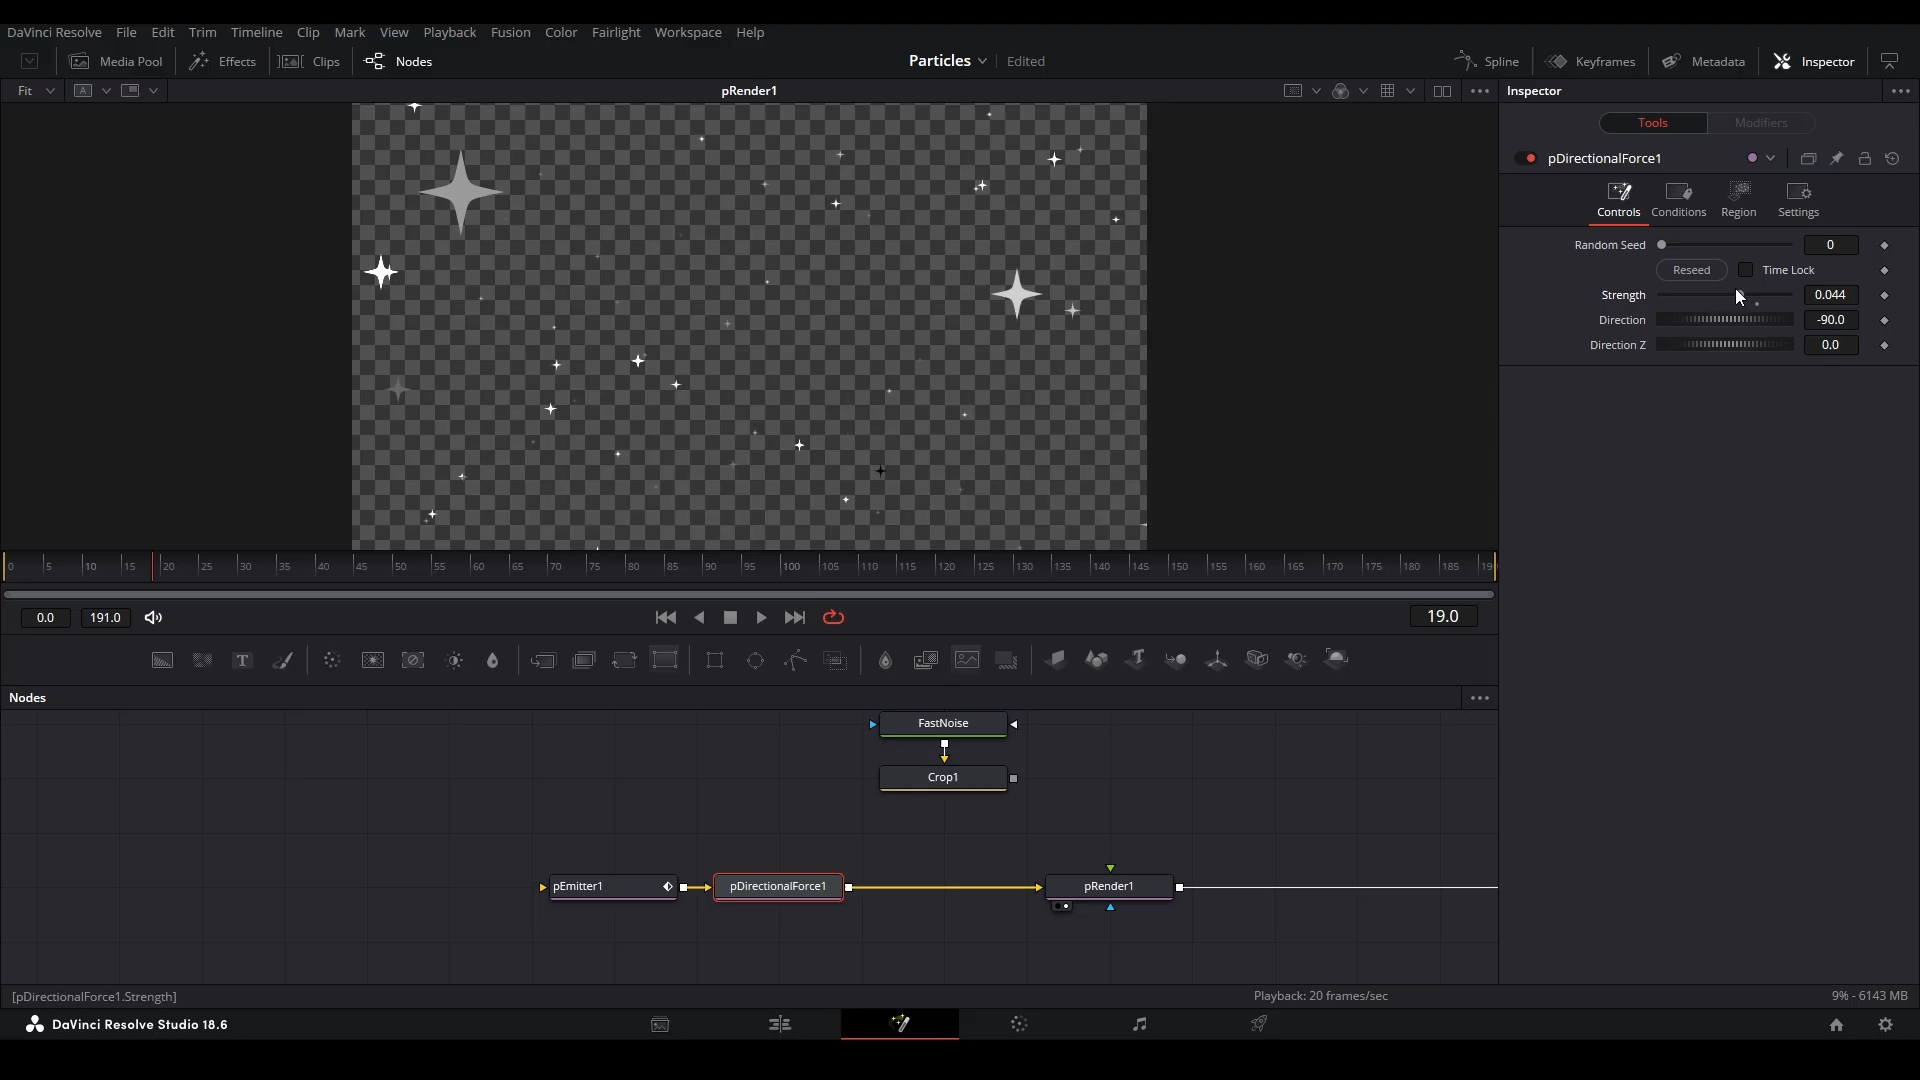 DaVinci Resolve File Edit Trim Timeline Clip Mark View Playback Fusion Color Fairlight Workspace Help
Media Pool Effects Clips Nodes Particles Edited Spline Keyframes Metadata Inspector
Fit A pRender1 Inspector
Tools Modifiers
pDirectionalForce1
Controls Conditions Region Settings
Random Seed 0
Reseed Time Lock
Strength 0.044
Direction -90.0
Direction Z 0.0
0 5 10 15 20 25 30 35 40 45 50 55 60 65 70 75 80 85 90 95 100 105 110 115 120 125 130 135 140 145 150 155 160 165 170 175 180 185 19
0.0 191.0 19.0
T T
Nodes
FastNoise
Crop1
pEmitter1 pDirectionalForce1 pRender1
[pDirectionalForce1.Strength] Playback: 20 frames/sec 9% - 6143 MB
DaVinci Resolve Studio 18.6